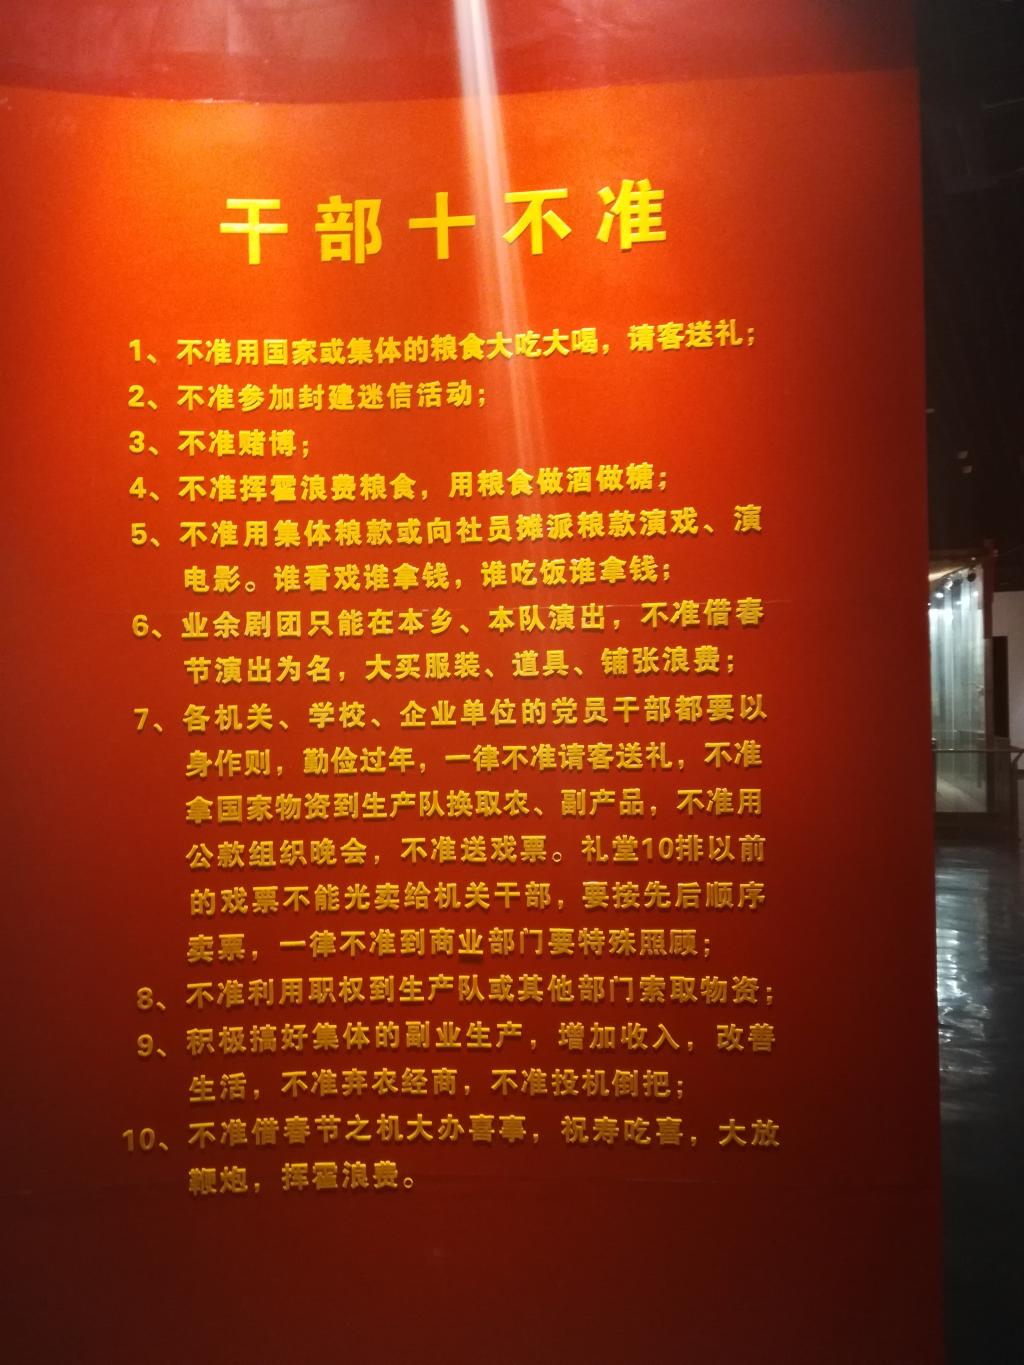 干部十不准
1、不准用国家或集体的粮食大吃大喝，请客送礼；
2、不准参加封建迷信活动；
3、不准赌博；
4、不准挥霍浪费粮食，用粮食做酒做糖；
5、不准用集体粮款或向社员摊派粮款演戏、演
电影。谁看戏谁拿钱，谁吃饭谁拿钱；
6、业余剧团只能在本乡、本队演出，不准借春
节演出为名，大买服装、道具、铺张浪费；
7、各机关、学校、企业单位的党员干部都要以
身作则，勤俭过年，一律不准请客送礼，不准
拿国家物资到生产队换取农、副产品，不准用
公款组织晚会，不准送戏票。礼堂10排以前
的戏票不能光卖给机关干部，要按先后顺序
卖票，一律不准到商业部门要特殊照顾；
8、不准利用职权到生产队或其他部门索取物资；
9、积极搞好集体的副业生产，增加收入，改善
生活，不准弃农经商，不准投机倒把；
10、不准借春节之机大办喜事，祝寿吃喜，大放
鞭炮，挥霍浪费。